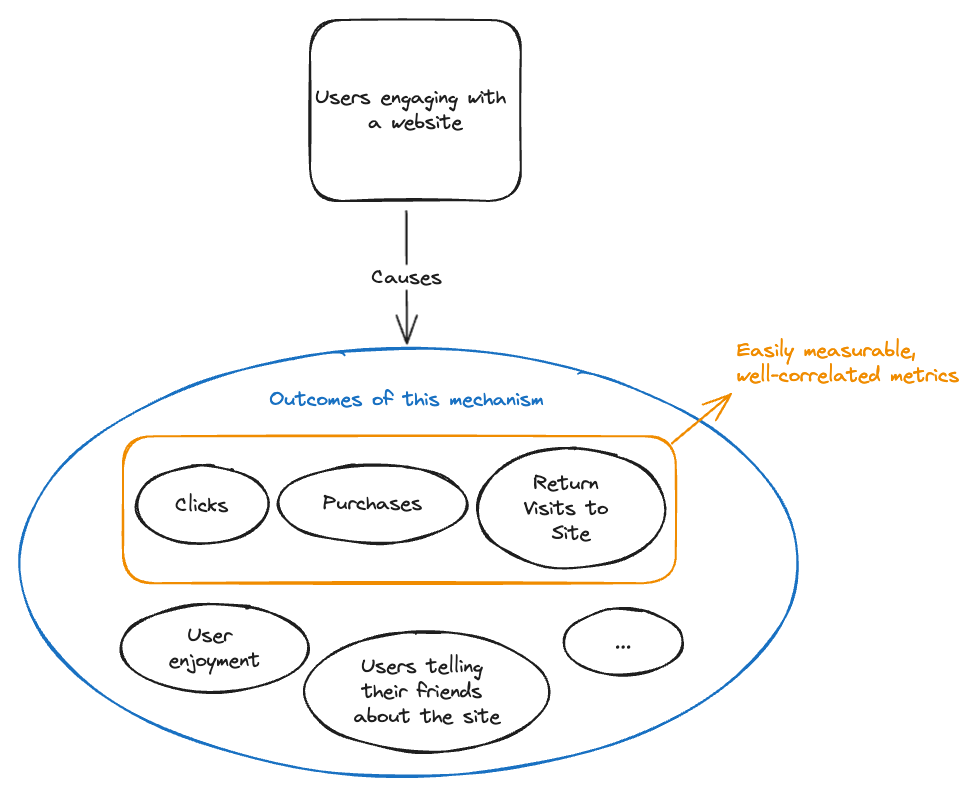 Users engaging with
a website
Causes
Easily measurable,
well-correlated metrics
Outcomes of this mechanism
Clicks
Purchases
Return
Visits to
Site
User
enjoyment
Users telling
their friends
about the site
...